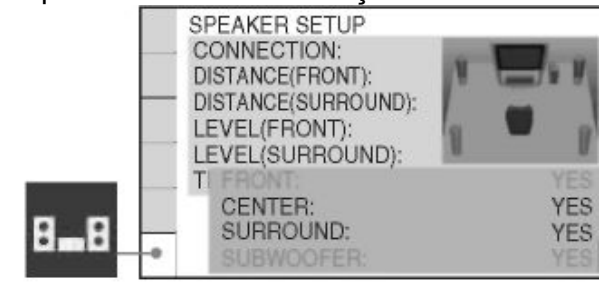 SPEAKER SETUP
CONNECTION:
DISTANCE(FRONT):
DISTANCE(SURROUND):
LEVEL(FRONT):
LEVEL(SURROUND):
T
FRONT: YES
CENTER: YES
SURROUND: YES
SUBWOOFER: YES